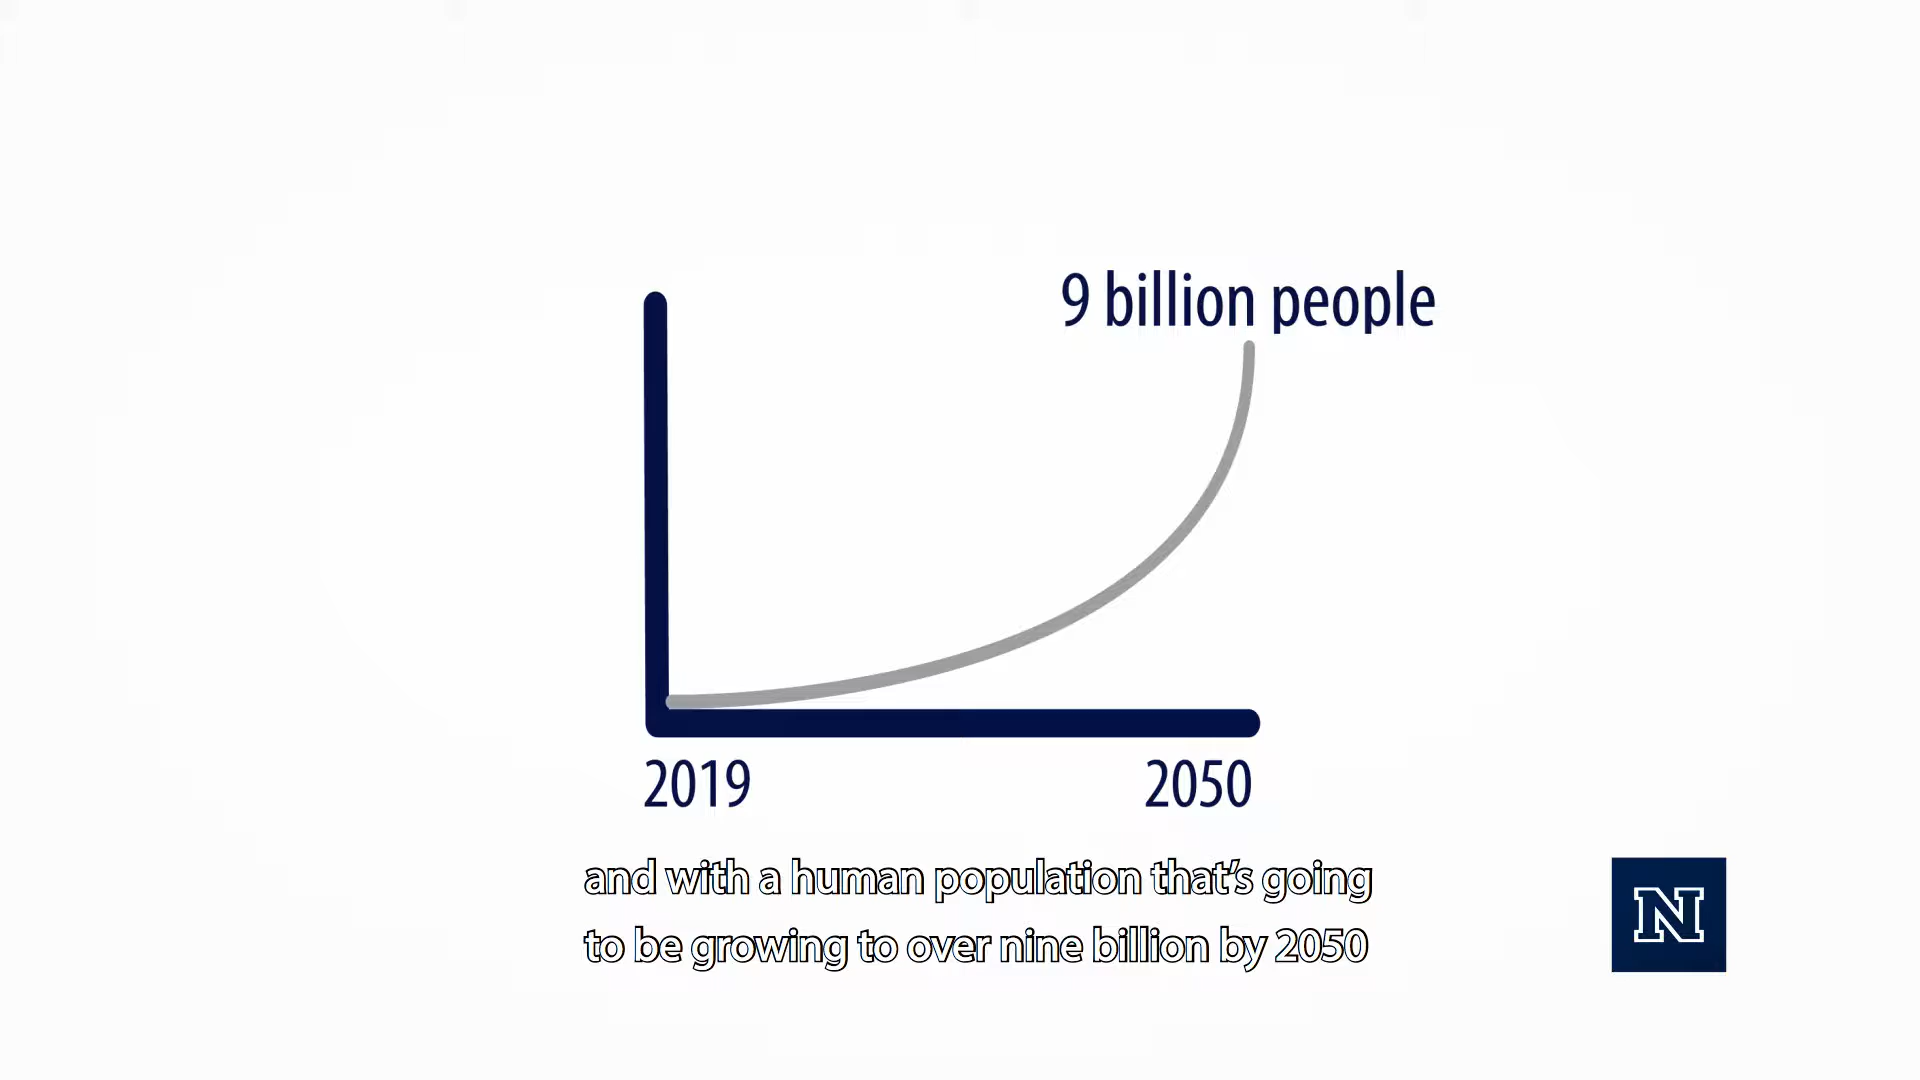 9 billion people
2019
2050
and with a human population that's going
to be growing to over nine billion by 2050
N